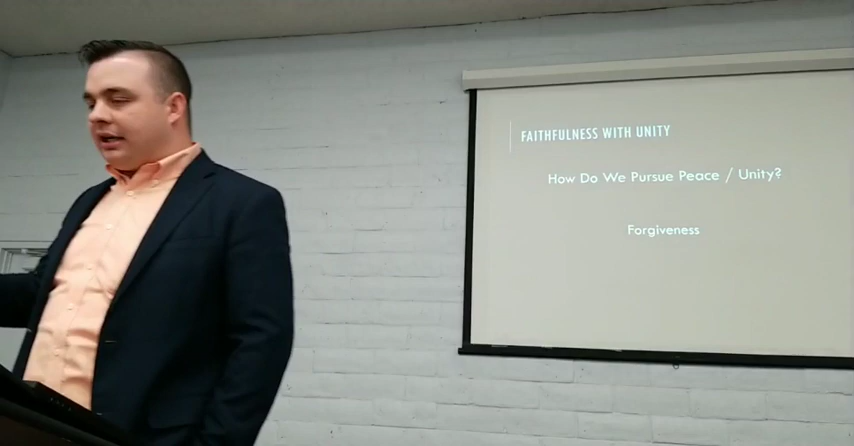 FAITHFULNESS WITH UNITY
How Do We Pursue Peace / Unity?
Forgiveness